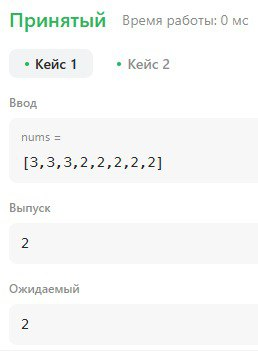 Принятый Время работы: 0 мс
• Кейс 1 • Кейс 2
Ввод
nums =
[3,3,3,2,2,2,2,2]
Выпуск
2
Ожидаемый
2